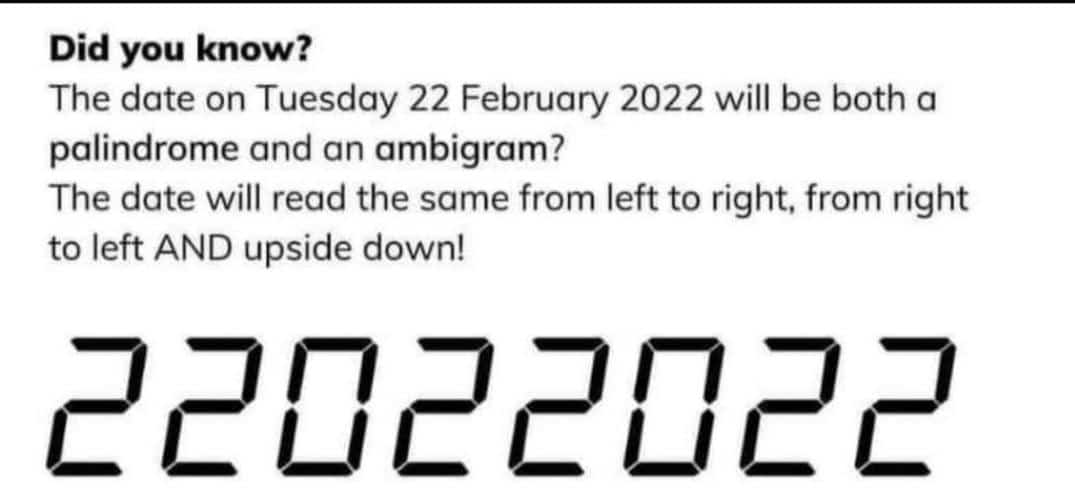 Did you know?
The date on Tuesday 22 February 2022 will be both a
palindrome and an ambigram?
The date will read the same from left to right, from right
to left AND upside down!
22022022